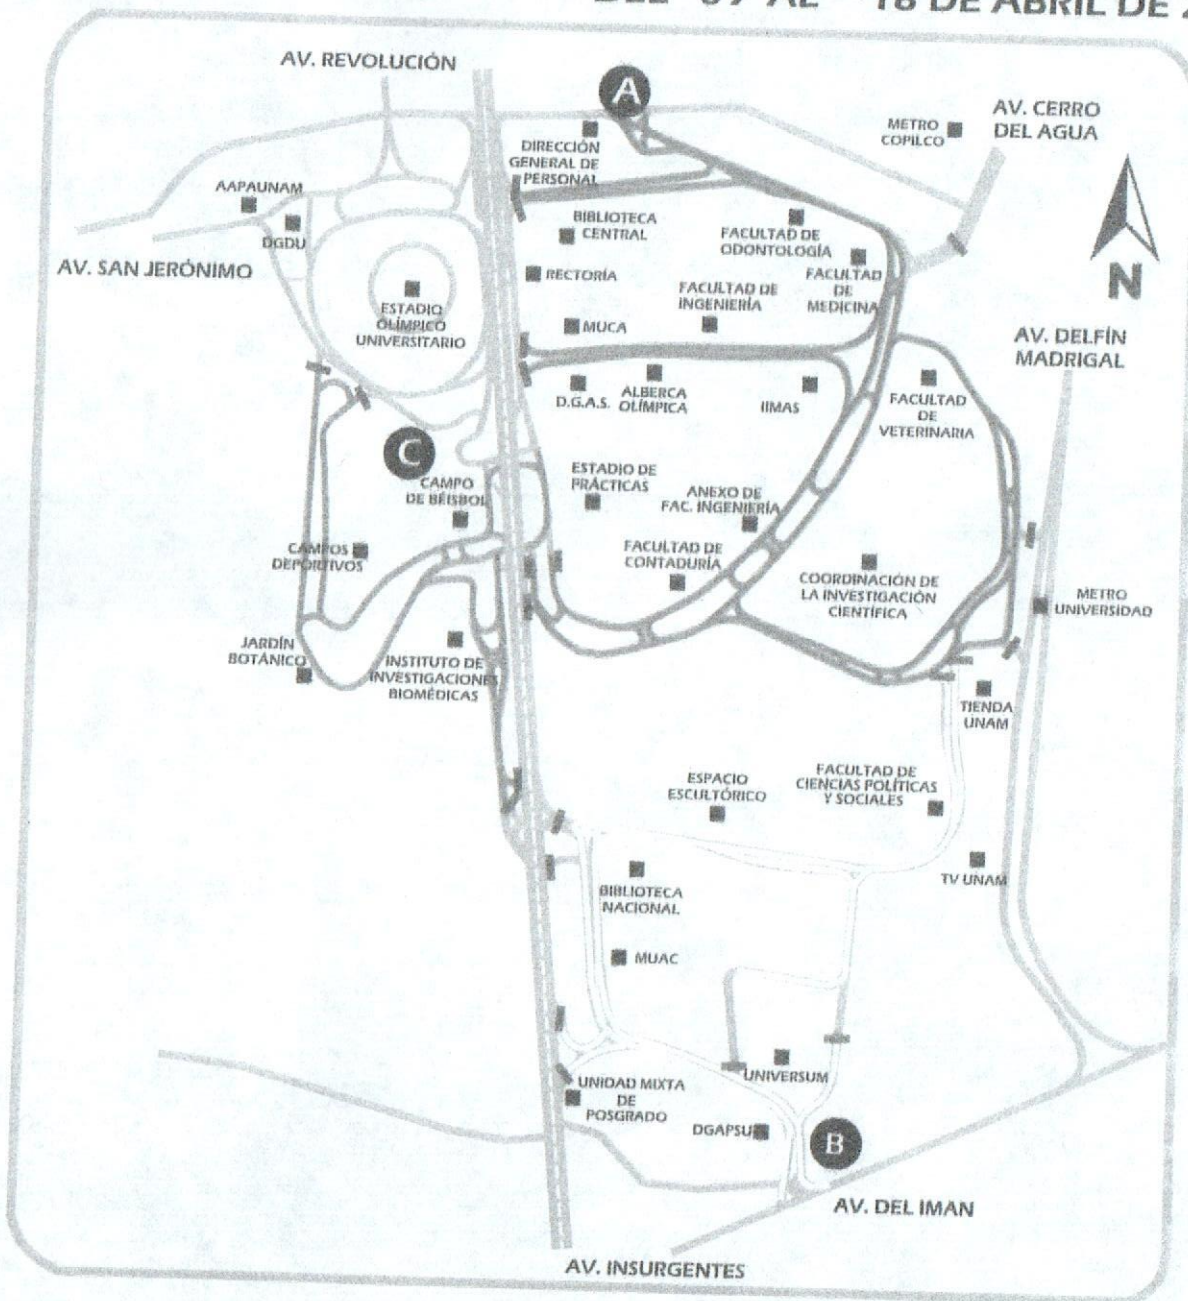 DEL 09 AL 18 DE ABRIL DE
AV. REVOLUCIÓN
A
DIRECCIÓN
GENERAL DE
PERSONAL
METRO
COPILCO
AV. CERRO
DEL AGUA
AAPAUNAM
DGDU
AV. SAN JERÓNIMO
ESTADIO
OLÍMPICO
UNIVERSITARIO
BIBLIOTECA
CENTRAL
RECTORÍA
MUCA
FACULTAD DE
ODONTOLOGÍA
FACULTAD DE
INGENIERÍA
FACULTAD
DE
MEDICINA
N
AV. DELFÍN
MADRIGAL
D.G.A.S.
ALBERCA
OLÍMPICA
IIMAS
FACULTAD
DE
VETERINARIA
C
CAMPO
DE BÉISBOL
ESTADIO DE
PRÁCTICAS
ANEXO DE
FAC. INGENIERÍA
CAMPOS
DEPORTIVOS
FACULTAD DE
CONTADURÍA
COORDINACIÓN DE
LA INVESTIGACIÓN
CIENTÍFICA
METRO
UNIVERSIDAD
JARDÍN
BOTÁNICO
INSTITUTO DE
INVESTIGACIONES
BIOMÉDICAS
TIENDA
UNAM
ESPACIO
ESCULTÓRICO
FACULTAD DE
CIENCIAS POLÍTICAS
Y SOCIALES
BIBLIOTECA
NACIONAL
TV UNAM
MUAC
UNIVERSUM
UNIDAD MIXTA
DE
POSGRADO
DGAPSU
B
AV. DEL IMAN
AV. INSURGENTES